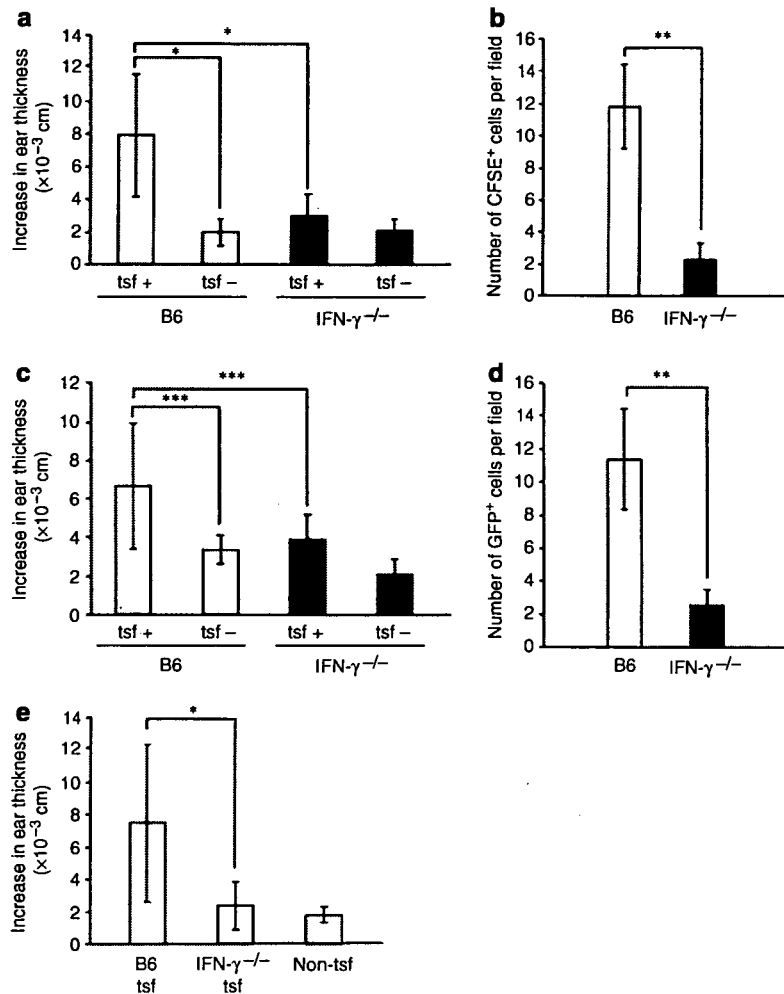 a
Increase in ear thickness
(×10⁻³ cm)
14
12
10
8
6
4
2
0
*
*
tsf +
tsf −
tsf +
tsf −
B6
IFN-γ⁻/⁻
b
Number of CFSE⁺ cells per field
16
14
12
10
8
6
4
2
0
**
B6
IFN-γ⁻/⁻
c
Increase in ear thickness
(×10⁻³ cm)
12
10
8
6
4
2
0
***
***
tsf +
tsf −
tsf +
tsf −
B6
IFN-γ⁻/⁻
d
Number of GFP⁺ cells per field
16
14
12
10
8
6
4
2
0
**
B6
IFN-γ⁻/⁻
e
Increase in ear thickness
(×10⁻³ cm)
14
12
10
8
6
4
2
0
*
B6
tsf
IFN-γ⁻/⁻
tsf
Non-tsf